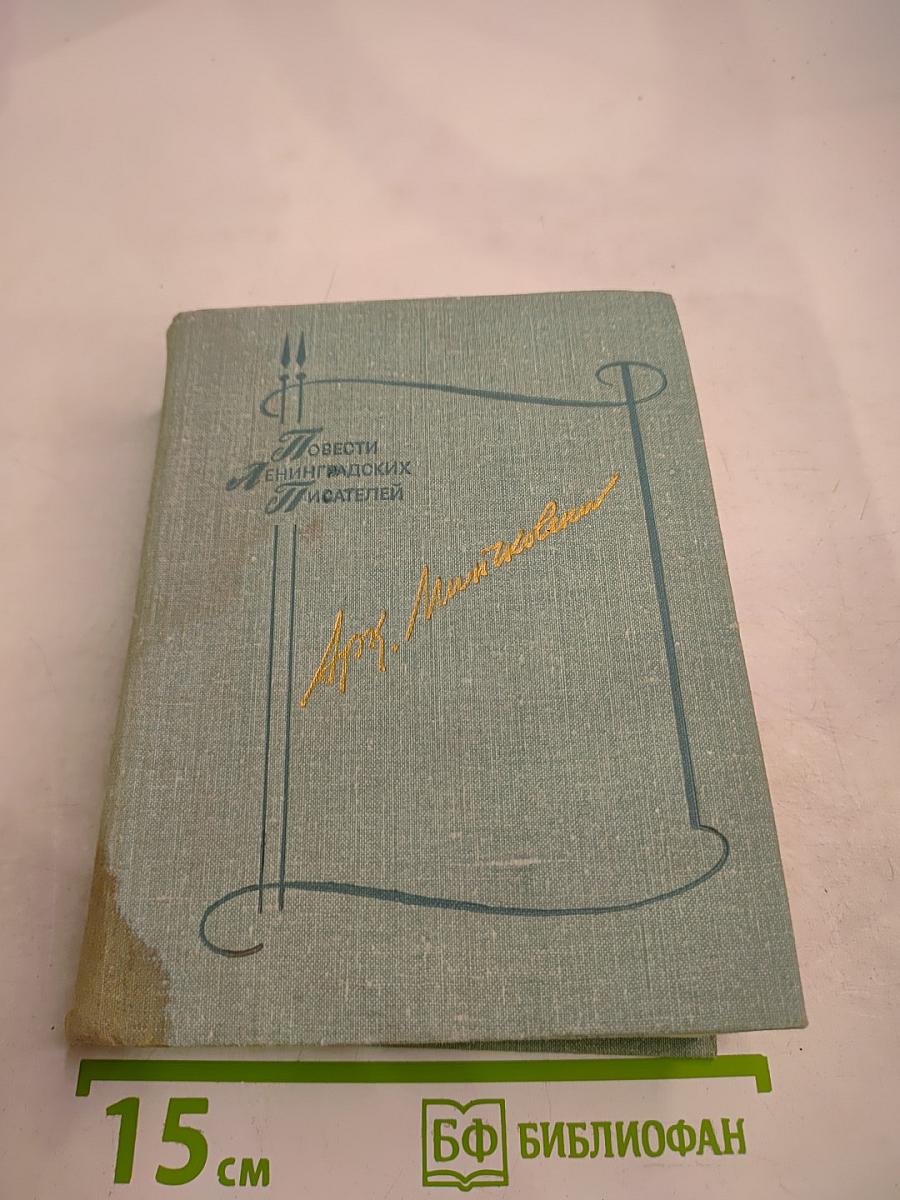 Повести
Ленинградских
Писателей
Арк. Минчковский
15 см
БФ БИБЛИОФАН